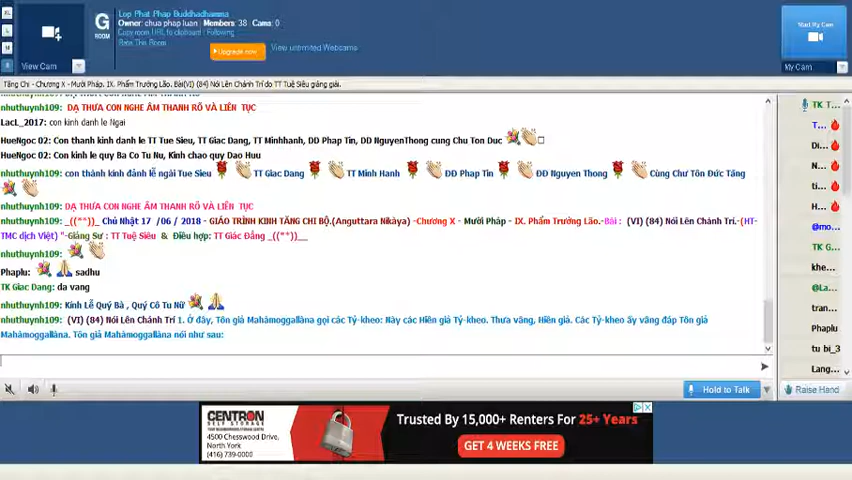 Lop Phat Phap Buddhadhamma
Owner: chua phap luan Members: 38 Cams: 0
Copy room URL to clipboard : Following
Rate This Room
G
ROOM
Upgrade now
View unlimited Webcams
View Cam
Start My Cam
My Cam
Tăng Chi - Chương X - Mười Pháp. IX. Phẩm Trưởng Lão. Bài(VI) (84) Nói Lên Chánh Trí do TT Tuệ Siêu giảng giải.
nhuthuynh109: DẠ THƯA CON NGHE ÂM THANH RÕ VÀ LIÊN TỤC
LacL_2017: con kinh danh le Ngai
HueNgoc 02: Con thanh kinh danh le TT Tue Sieu, TT Giac Dang, TT Minhhanh, DD Phap Tin, DD NguyenThong cung Chu Ton Duc
HueNgoc 02: Con kinh le quy Ba Co Tu Nu, Kinh chao quy Dao Huu
nhuthuynh109: con thành kính đảnh lễ ngài Tue Sieu TT Giac Dang TT Minh Hanh ĐĐ Phap Tin ĐĐ Nguyen Thong Cùng Chư Tôn Đức Tăng
nhuthuynh109: DẠ THƯA CON NGHE ÂM THANH RÕ VÀ LIÊN TỤC
nhuthuynh109: _((**))_ Chủ Nhật 17 /06 / 2018 - GIÁO TRÌNH KINH TĂNG CHI BỘ.(Anguttara Nikàya) -Chương X - Mười Pháp - IX. Phẩm Trưởng Lão.-Bài : (VI) (84) Nói Lên Chánh Trí.-(HT-
TMC dịch Việt) "-Giảng Sư : TT Tuệ Siêu & Điều hợp: TT Giác Đẳng _((**))__
nhuthuynh109:
Phaplu: sadhu
TK Giac Dang: da vang
nhuthuynh109: Kính Lễ Quý Bà , Quý Cô Tu Nữ
nhuthuynh109: (VI) (84) Nói Lên Chánh Trí 1. Ở đây, Tôn giả Mahàmoggallàna gọi các Tỷ-kheo: Này các Hiền giả Tỷ-kheo. Thưa vâng, Hiền giả. Các Tỷ-kheo ấy vâng đáp Tôn giả
Mahàmoggallàna. Tôn giả Mahàmoggallàna nói như sau:
TK T...
T...
Di...
N...
ti...
H...
@mo...
TK G...
khe...
@La...
tran...
Phaplu
tu bi_3
Lang...
Hold to Talk
Raise Hand
CENTRON
SELF STORAGE
4500 Chesswood Drive,
North York
(416) 739-0000
Trusted By 15,000+ Renters For 25+ Years
GET 4 WEEKS FREE